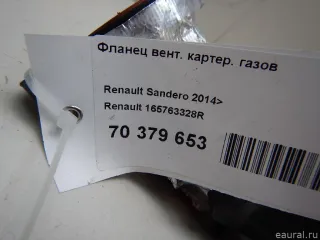 Фланец вент. картер. газов
Renault Sandero 2014>
Renault 165763328R
70 379 653
eaural.ru